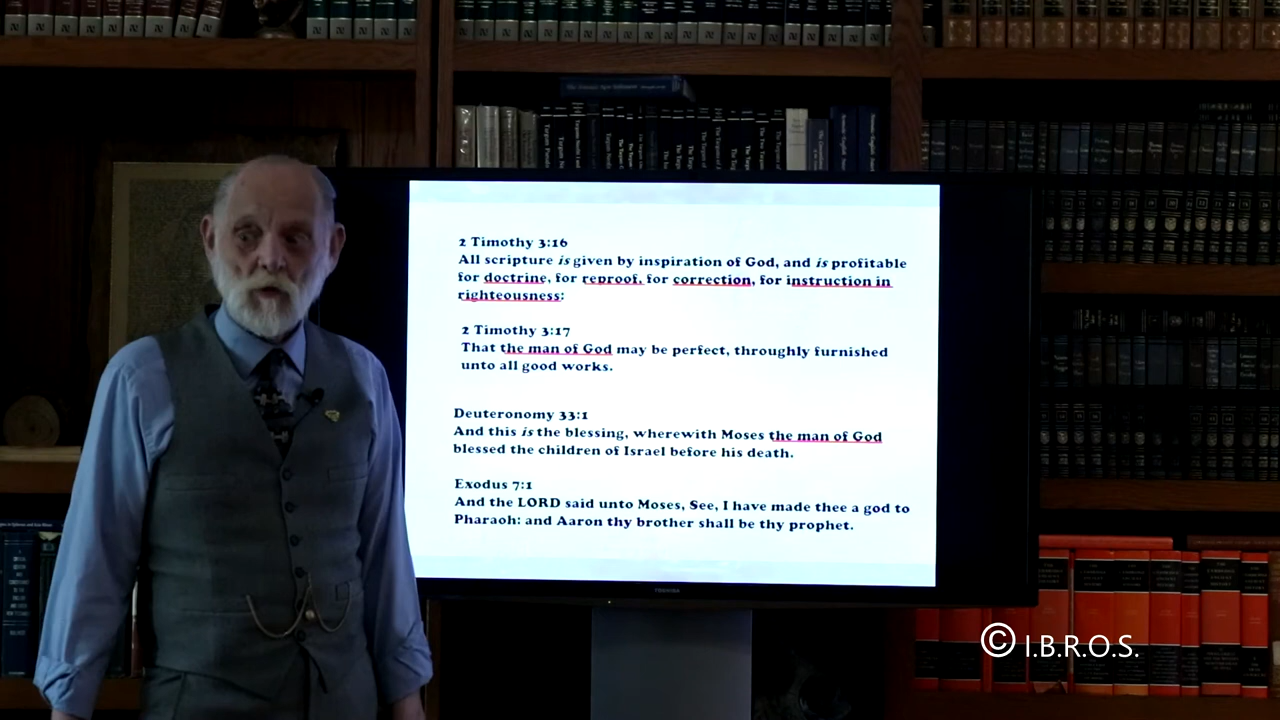 2 Timothy 3:16
All scripture is given by inspiration of God, and is profitable
for doctrine, for reproof, for correction, for instruction in
righteousness:
2 Timothy 3:17
That the man of God may be perfect, throughly furnished
unto all good works.
Deuteronomy 33:1
And this is the blessing, wherewith Moses the man of God
blessed the children of Israel before his death.
Exodus 7:1
And the LORD said unto Moses, See, I have made thee a god to
Pharaoh: and Aaron thy brother shall be thy prophet.
TOSHIBA
© I.B.R.O.S.